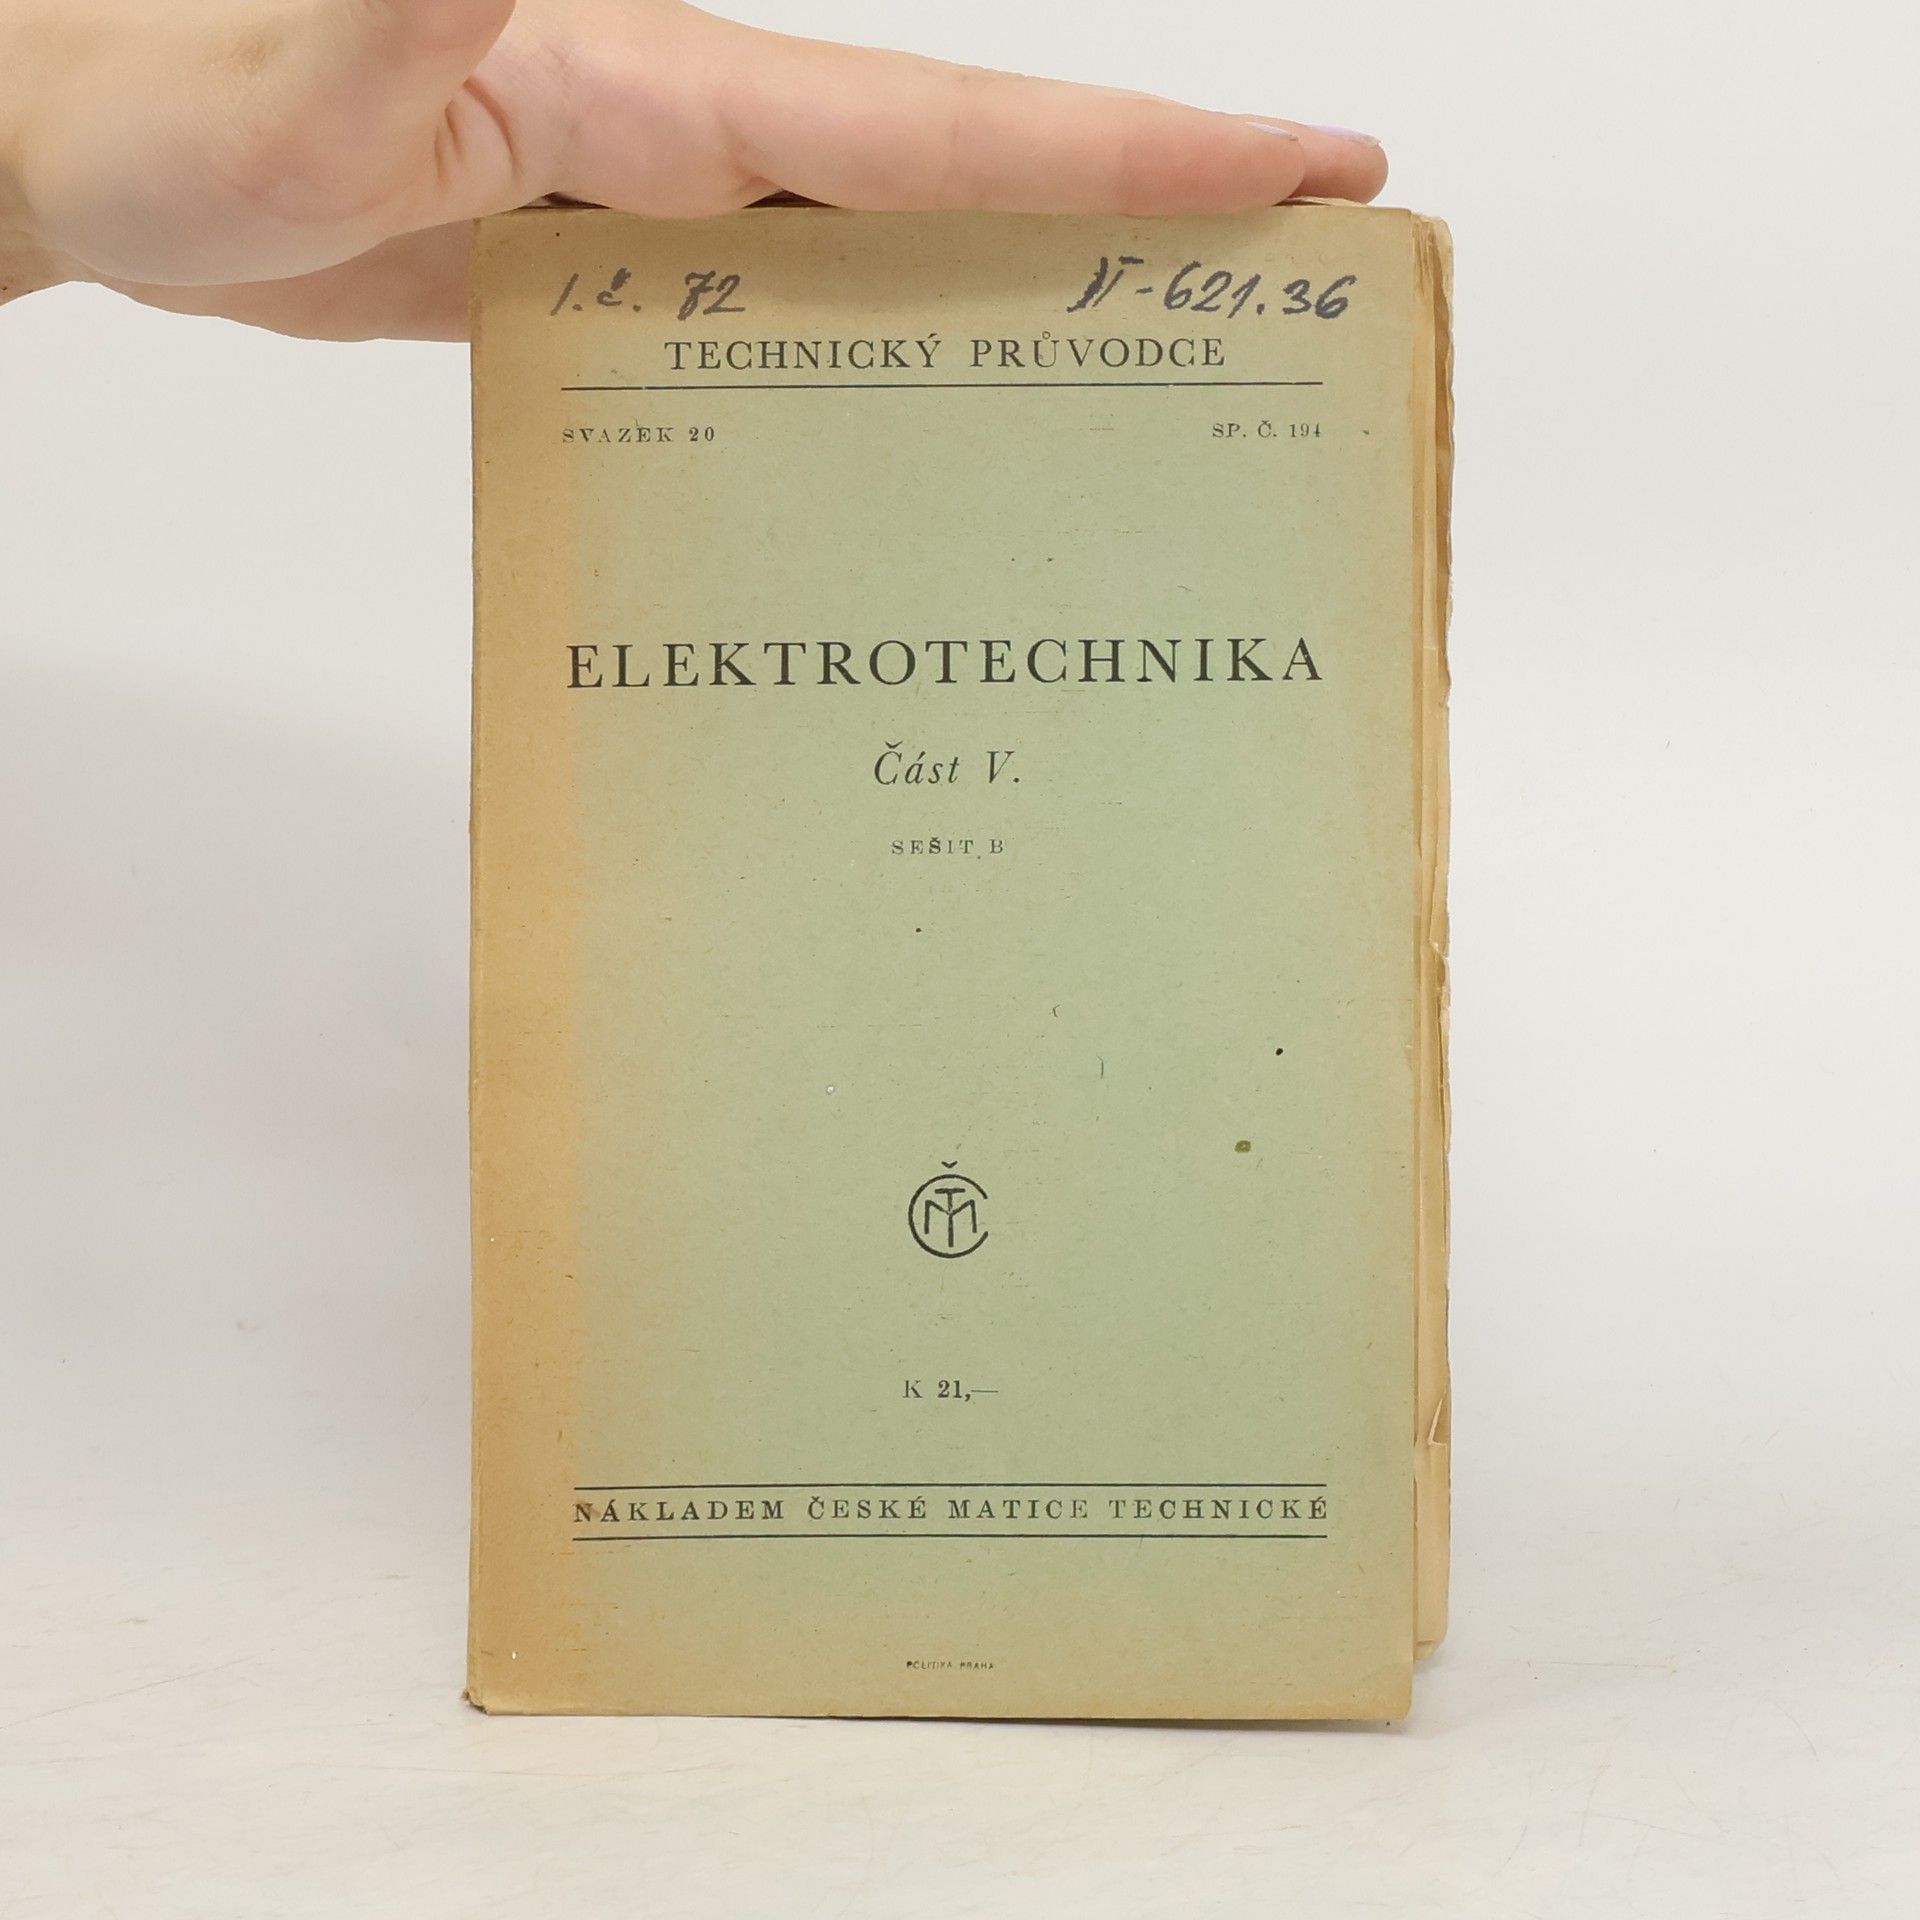 I. č. 72 VI-621.36
TECHNICKÝ PRŮVODCE
SVAZEK 20 SP. Č. 194
ELEKTROTECHNIKA
Část V.
SEŠIT B
ČMT
K 21,—
NÁKLADEM ČESKÉ MATICE TECHNICKÉ
POLITIKA PRAHA